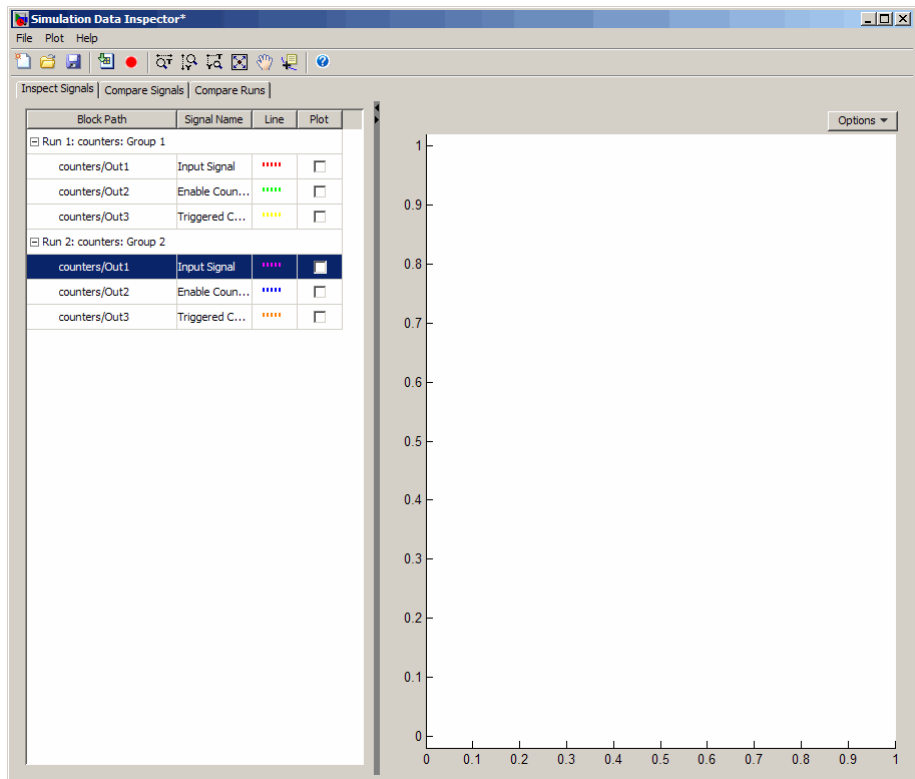 Simulation Data Inspector*
File Plot Help
Inspect Signals Compare Signals Compare Runs
Block Path Signal Name Line Plot
Run 1: counters: Group 1
counters/Out1 Input Signal
counters/Out2 Enable Coun...
counters/Out3 Triggered C...
Run 2: counters: Group 2
counters/Out1 Input Signal
counters/Out2 Enable Coun...
counters/Out3 Triggered C...
Options
1
0.9
0.8
0.7
0.6
0.5
0.4
0.3
0.2
0.1
0
0 0.1 0.2 0.3 0.4 0.5 0.6 0.7 0.8 0.9 1